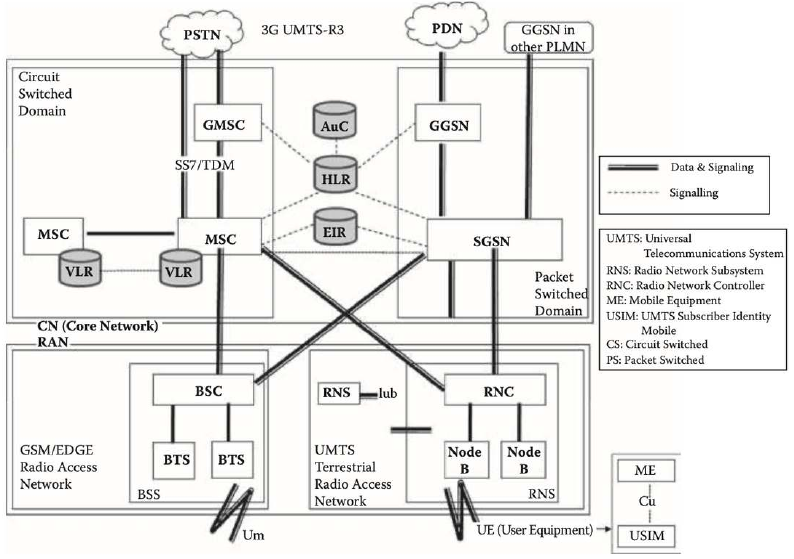 3G UMTS-R3
PSTN
PDN
GGSN in
other PLMN
Circuit
Switched
Domain
GMSC
AuC
GGSN
SS7/TDM
HLR
MSC
MSC
EIR
SGSN
VLR
VLR
Packet
Switched
Domain
CN (Core Network)
RAN
BSC
RNS
lub
RNC
GSM/EDGE
Radio Access
Network
BTS
BTS
BSS
UMTS
Terrestrial
Radio Access
Network
Node
B
Node
B
RNS
Um
UE (User Equipment)
ME
Cu
USIM
Data & Signaling
Signalling
UMTS: Universal
Telecommunications System
RNS: Radio Network Subsystem
RNC: Radio Network Controller
ME: Mobile Equipment
USIM: UMTS Subscriber Identity
Mobile
CS: Circuit Switched
PS: Packet Switched